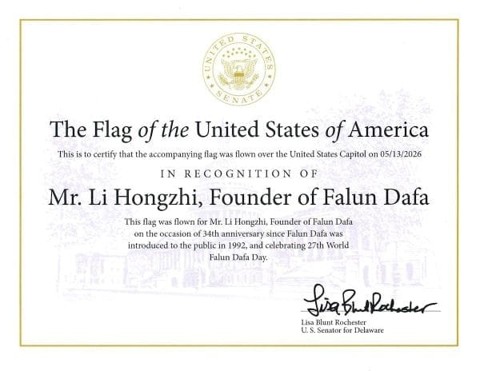 UNITED STATES
SENATE
The Flag of the United States of America
This is to certify that the accompanying flag was flown over the United States Capitol on 05/13/2026
IN RECOGNITION OF
Mr. Li Hongzhi, Founder of Falun Dafa
This flag was flown for Mr. Li Hongzhi, Founder of Falun Dafa
on the occasion of 34th anniversary since Falun Dafa was
introduced to the public in 1992, and celebrating 27th World
Falun Dafa Day.
Lisa Blunt Rochester
Lisa Blunt Rochester
U. S. Senator for Delaware